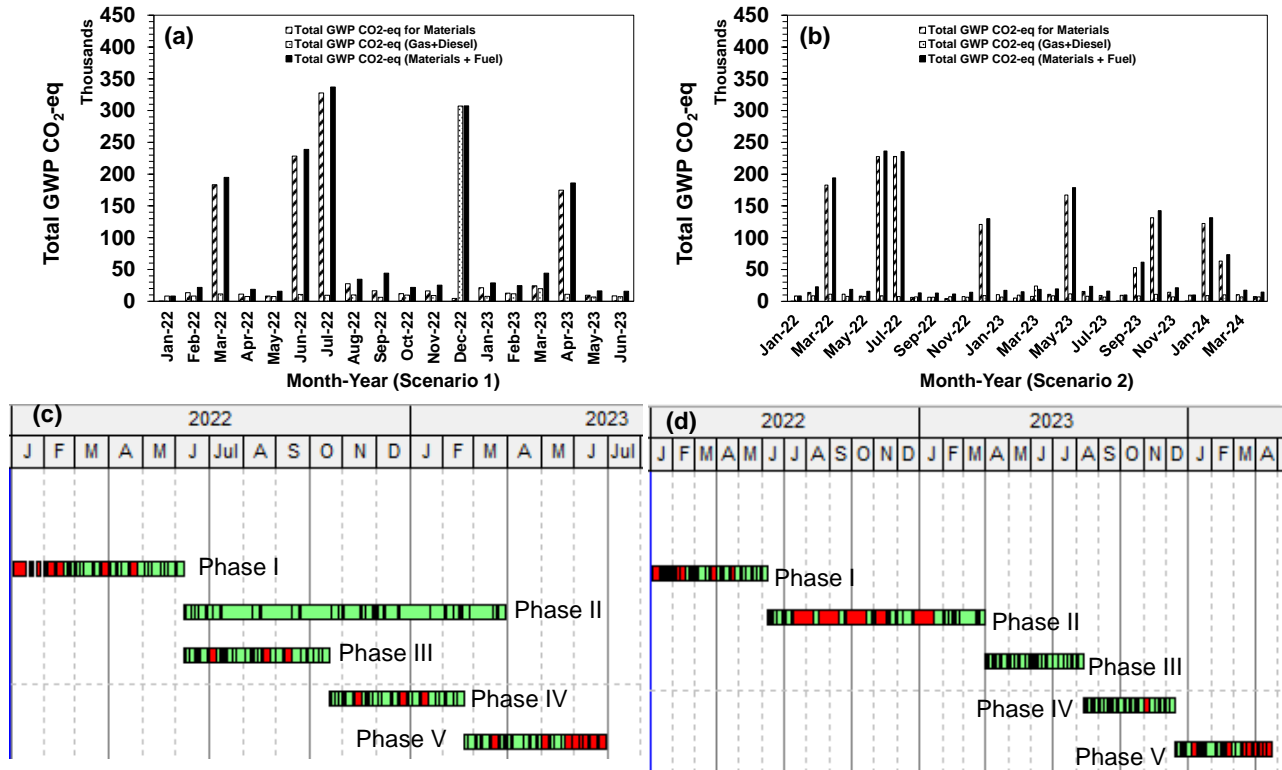 (a)
Total GWP CO2-eq for Materials
Total GWP CO2-eq (Gas+Diesel)
Total GWP CO2-eq (Materials + Fuel)
450
400
350
300
250
200
150
100
50
0
Thousands
Total GWP CO₂-eq
Jan-22
Feb-22
Mar-22
Apr-22
May-22
Jun-22
Jul-22
Aug-22
Sep-22
Oct-22
Nov-22
Dec-22
Jan-23
Feb-23
Mar-23
Apr-23
May-23
Jun-23
Month-Year (Scenario 1)
(b)
Total GWP CO2-eq for Materials
Total GWP CO2-eq (Gas+Diesel)
Total GWP CO2-eq (Materials + Fuel)
450
400
350
300
250
200
150
100
50
0
Thousands
Total GWP CO₂-eq
Jan-22
Mar-22
May-22
Jul-22
Sep-22
Nov-22
Jan-23
Mar-23
May-23
Jul-23
Sep-23
Nov-23
Jan-24
Mar-24
Month-Year (Scenario 2)
(c)
2022 2023
J F M A M J Jul A S O N D J F M A M J Jul
Phase I
Phase II
Phase III
Phase IV
Phase V
(d)
2022 2023
J F M A M J J A S O N D J F M A M J J A S O N D J F M A
Phase I
Phase II
Phase III
Phase IV
Phase V